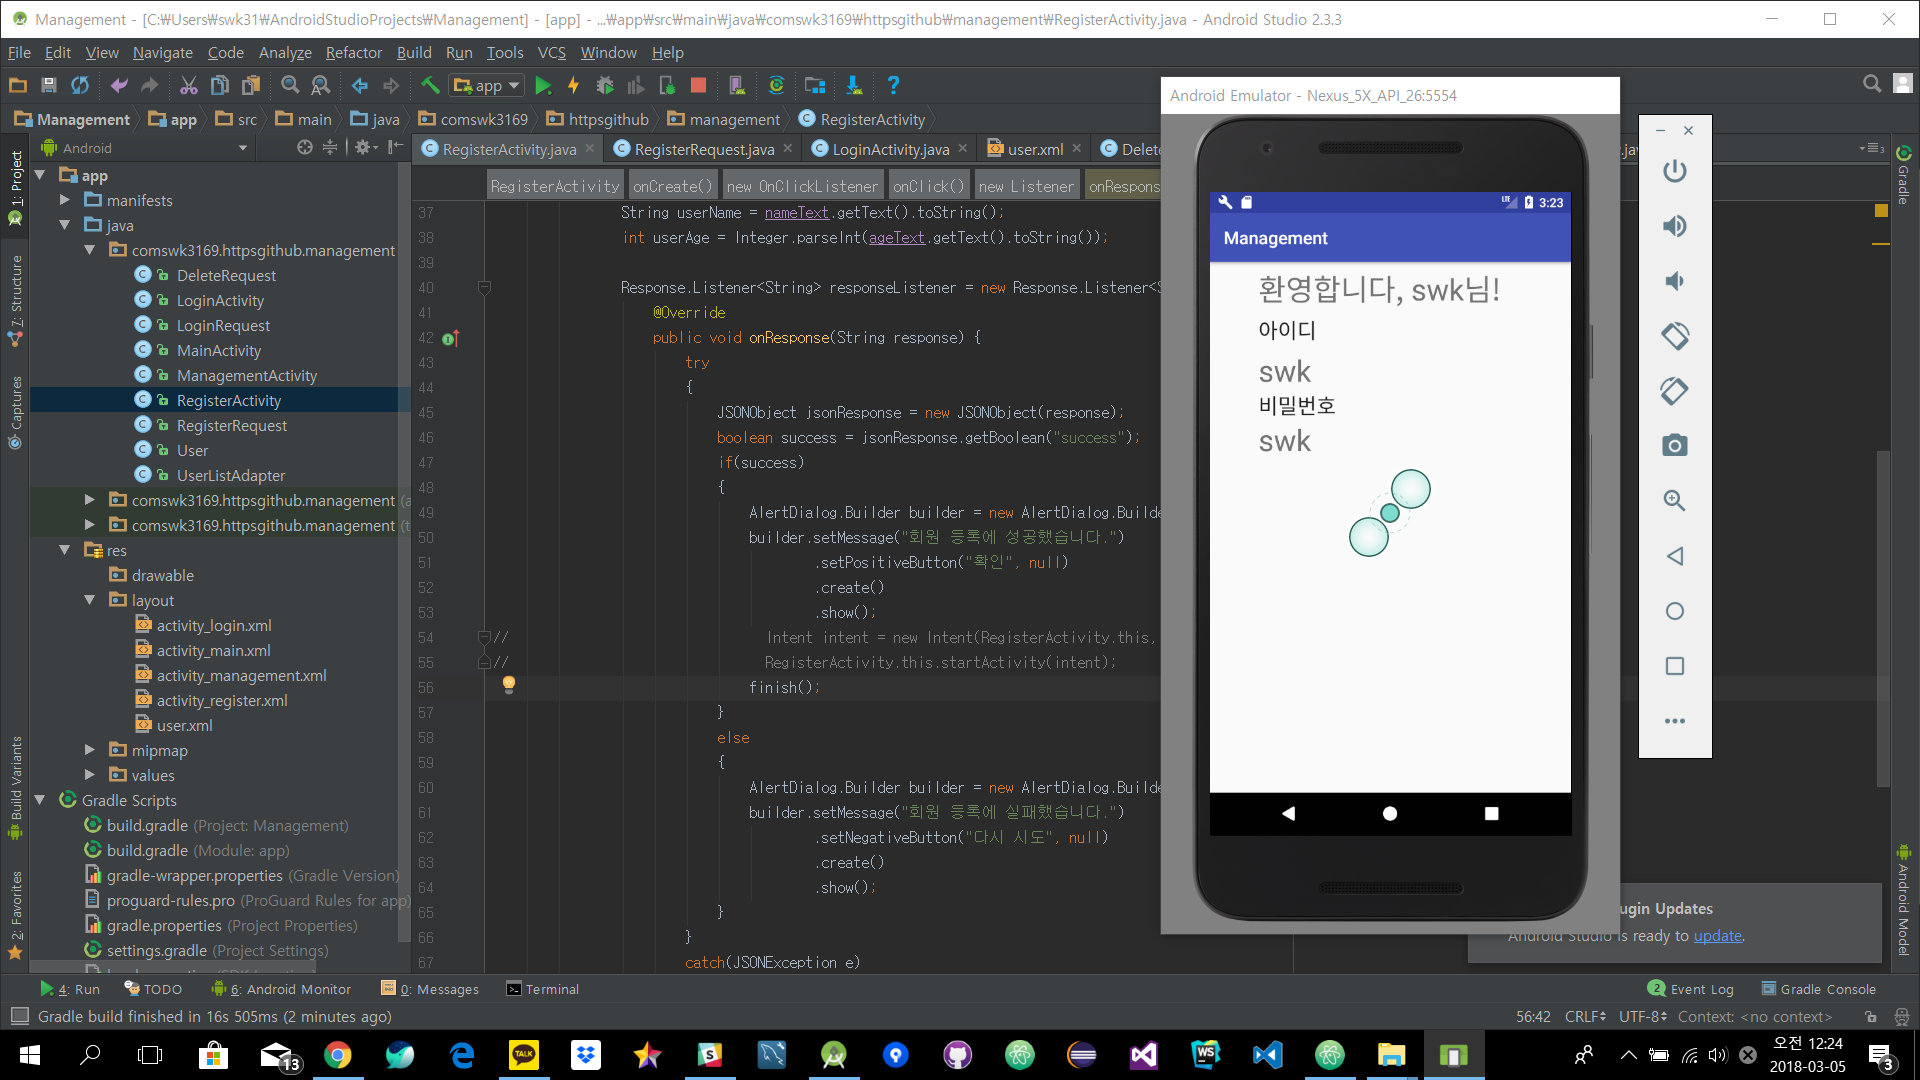 Management - [C:₩Users₩swk31₩AndroidStudioProjects₩Management] - [app] - ...₩app₩src₩main₩java₩comswk3169₩httpsgithub₩management₩RegisterActivity.java - Android Studio 2.3.3
File Edit View Navigate Code Analyze Refactor Build Run Tools VCS Window Help
app
Android Emulator - Nexus_5X_API_26:5554
Management app src main java comswk3169 httpsgithub management RegisterActivity
Android
RegisterActivity.java RegisterRequest.java LoginActivity.java user.xml Delete
RegisterActivity onCreate() new OnClickListener onClick() new Listener onRespons
1: Project
7: Structure
Captures
Build Variants
2: Favorites
Gradle
Android Model
app
manifests
java
comswk3169.httpsgithub.management
DeleteRequest
LoginActivity
LoginRequest
MainActivity
ManagementActivity
RegisterActivity
RegisterRequest
User
UserListAdapter
comswk3169.httpsgithub.management (a
comswk3169.httpsgithub.management (t
res
drawable
layout
activity_login.xml
activity_main.xml
activity_management.xml
activity_register.xml
user.xml
mipmap
values
Gradle Scripts
build.gradle (Project: Management)
build.gradle (Module: app)
gradle-wrapper.properties (Gradle Version)
proguard-rules.pro (ProGuard Rules for app)
gradle.properties (Project Properties)
settings.gradle (Project Settings)
37 String userName = nameText.getText().toString();
38 int userAge = Integer.parseInt(ageText.getText().toString());
39
40 Response.Listener<String> responseListener = new Response.Listener<S
41 @Override
42 public void onResponse(String response) {
43 try
44 {
45 JSONObject jsonResponse = new JSONObject(response);
46 boolean success = jsonResponse.getBoolean("success");
47 if(success)
48 {
49 AlertDialog.Builder builder = new AlertDialog.Builde
50 builder.setMessage("회원 등록에 성공했습니다.")
51 .setPositiveButton("확인", null)
52 .create()
53 .show();
54 // Intent intent = new Intent(RegisterActivity.this,
55 // RegisterActivity.this.startActivity(intent);
56 finish();
57 }
58 else
59 {
60 AlertDialog.Builder builder = new AlertDialog.Builde
61 builder.setMessage("회원 등록에 실패했습니다.")
62 .setNegativeButton("다시 시도", null)
63 .create()
64 .show();
65 }
66 }
67 catch(JSONException e)
LTE 3:23
Management
환영합니다, swk님!
아이디
swk
비밀번호
swk
ugin Updates
Android Studio is ready to update.
4: Run TODO 6: Android Monitor 0: Messages Terminal
2 Event Log Gradle Console
Gradle build finished in 16s 505ms (2 minutes ago)
56:42 CRLF UTF-8 Context: <no context>
13
TALK
WS
오전 12:24
2018-03-05
3